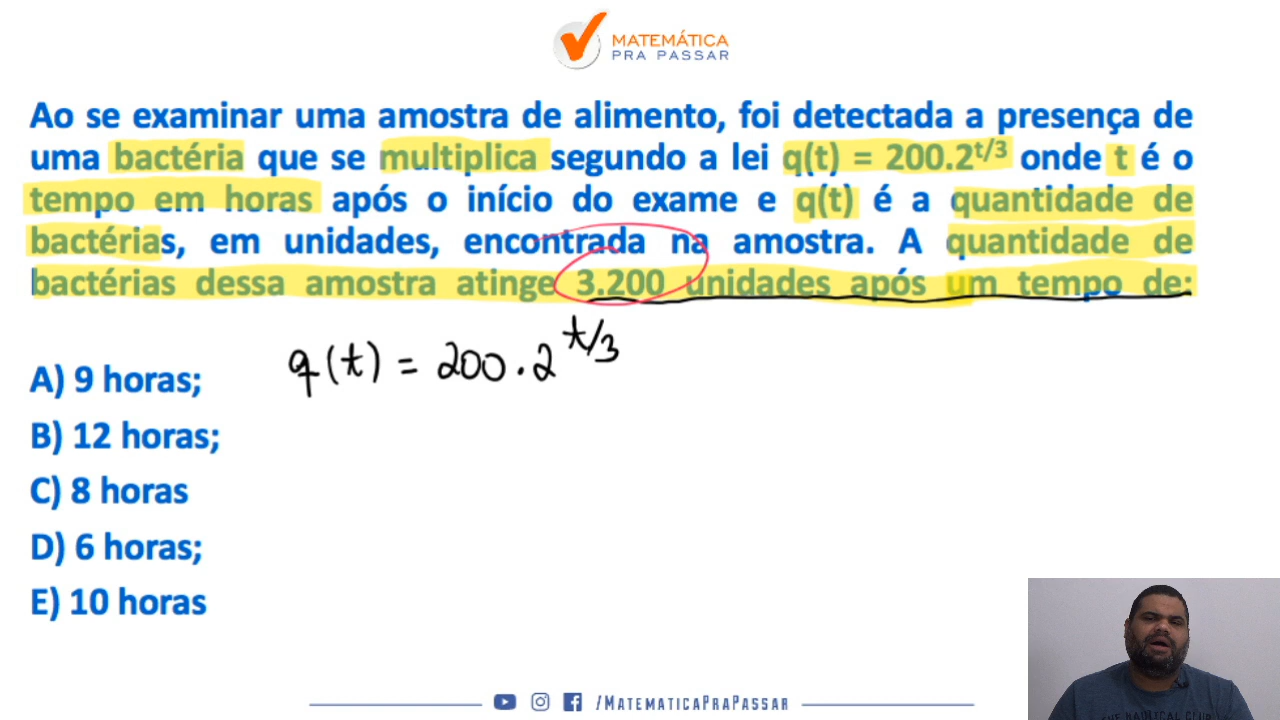 MATEMÁTICA
PRA PASSAR
Ao se examinar uma amostra de alimento, foi detectada a presença de
uma bactéria que se multiplica segundo a lei q(t) = 200.2^{t/3} onde t é o
tempo em horas após o início do exame e q(t) é a quantidade de
bactérias, em unidades, encontrada na amostra. A quantidade de
bactérias dessa amostra atinge 3.200 unidades após um tempo de:
q(t) = 200 . 2^{t/3}
A) 9 horas;
B) 12 horas;
C) 8 horas
D) 6 horas;
E) 10 horas
/MATEMATICAPRAPASSAR